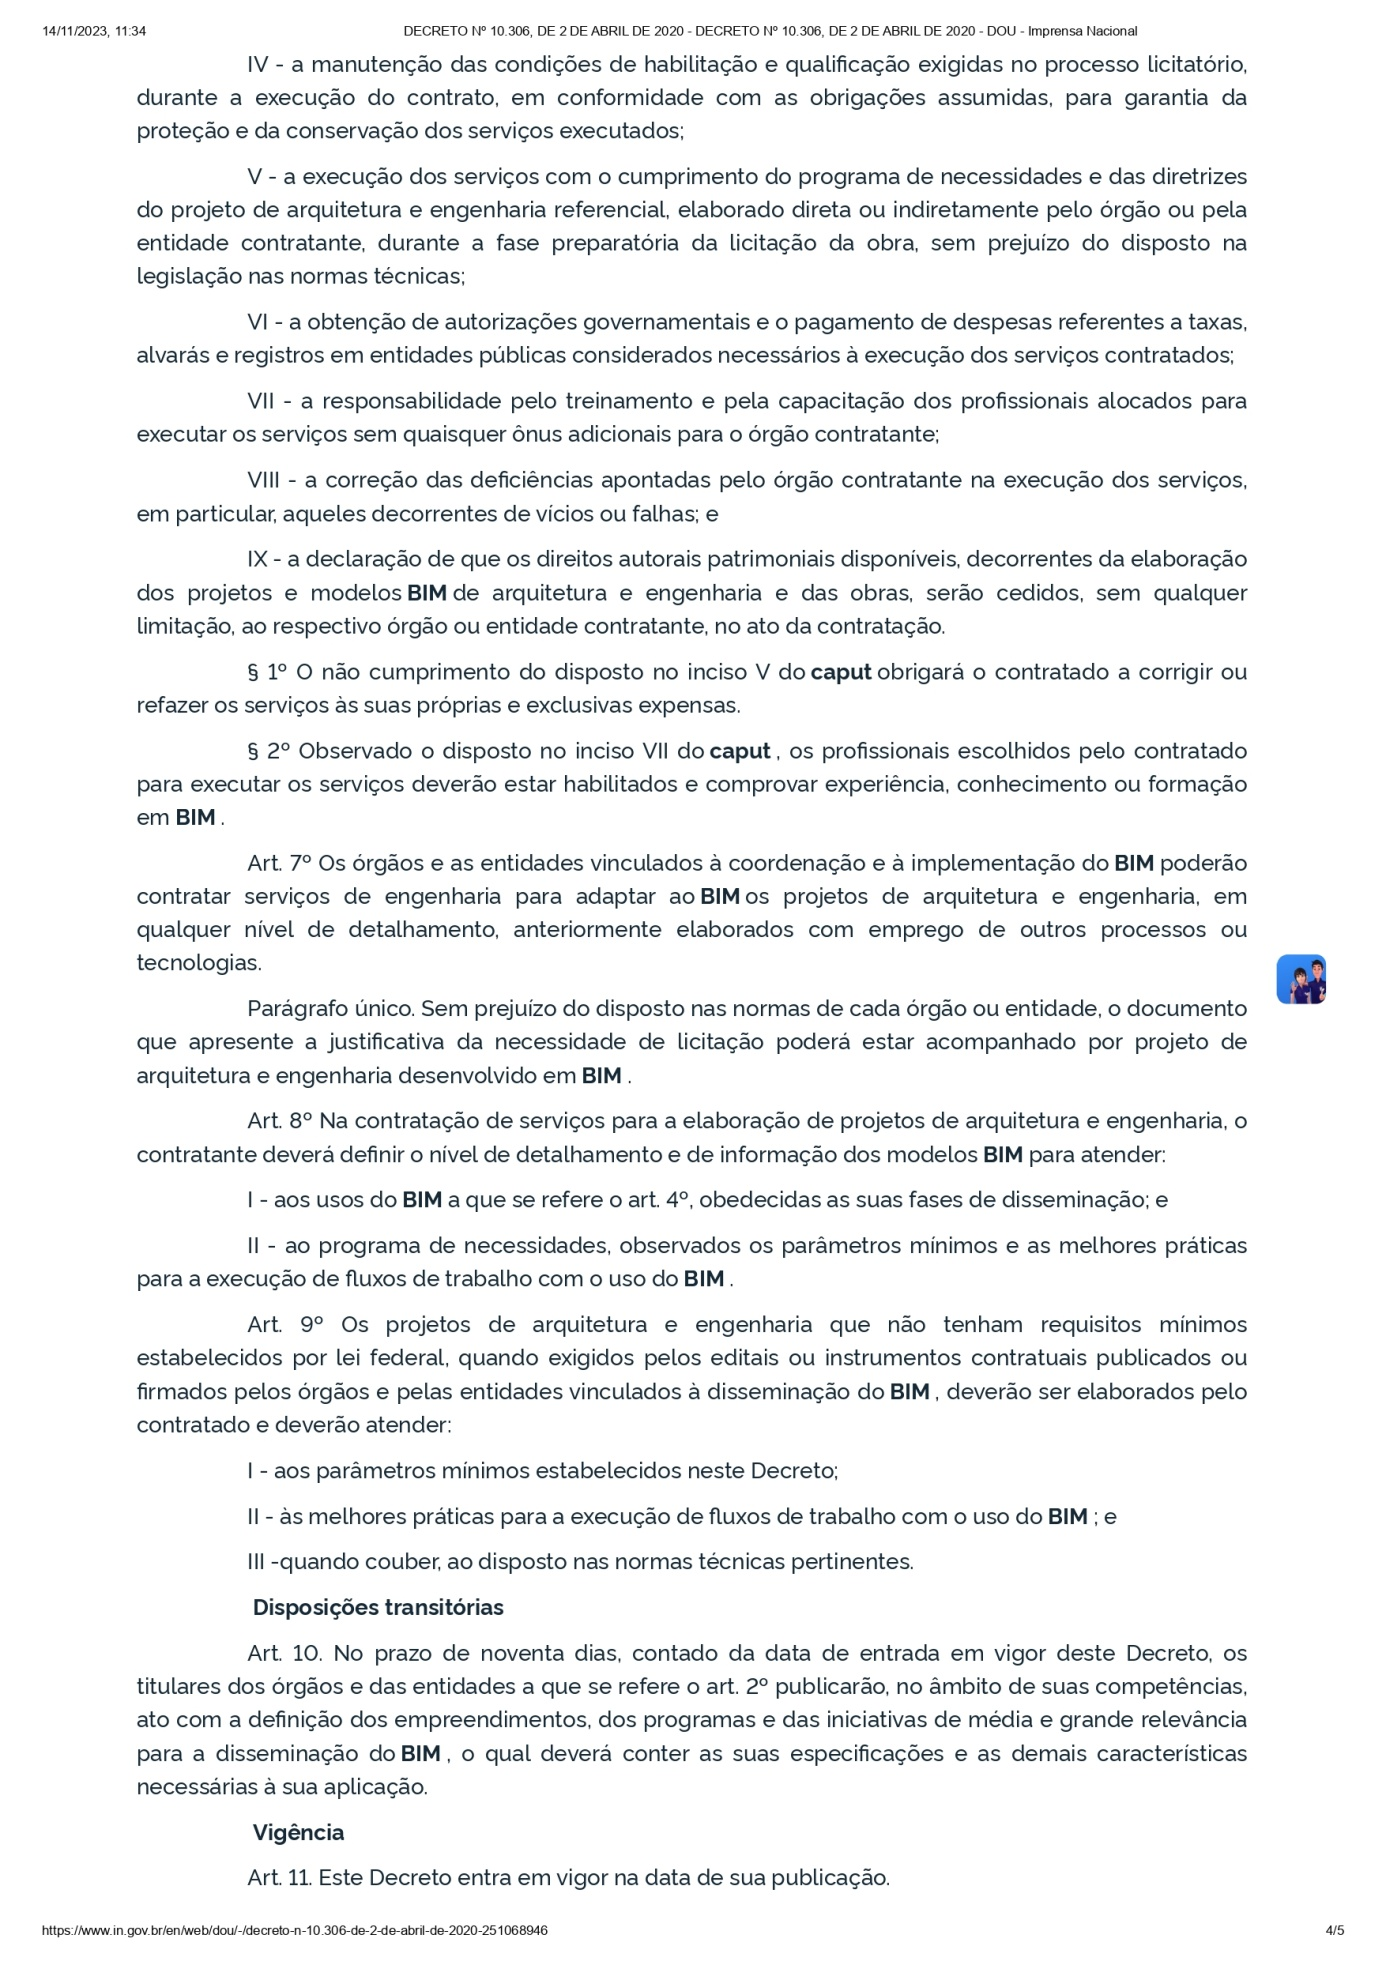 14/11/2023, 11:34
DECRETO Nº 10.306, DE 2 DE ABRIL DE 2020 - DECRETO Nº 10.306, DE 2 DE ABRIL DE 2020 - DOU - Imprensa Nacional
IV - a manutenção das condições de habilitação e qualificação exigidas no processo licitatório,
durante a execução do contrato, em conformidade com as obrigações assumidas, para garantia da
proteção e da conservação dos serviços executados;
V - a execução dos serviços com o cumprimento do programa de necessidades e das diretrizes
do projeto de arquitetura e engenharia referencial, elaborado direta ou indiretamente pelo órgão ou pela
entidade contratante, durante a fase preparatória da licitação da obra, sem prejuízo do disposto na
legislação nas normas técnicas;
VI - a obtenção de autorizações governamentais e o pagamento de despesas referentes a taxas,
alvarás e registros em entidades públicas considerados necessários à execução dos serviços contratados;
VII - a responsabilidade pelo treinamento e pela capacitação dos profissionais alocados para
executar os serviços sem quaisquer ônus adicionais para o órgão contratante;
VIII - a correção das deficiências apontadas pelo órgão contratante na execução dos serviços,
em particular, aqueles decorrentes de vícios ou falhas; e
IX - a declaração de que os direitos autorais patrimoniais disponíveis, decorrentes da elaboração
dos projetos e modelos BIM de arquitetura e engenharia e das obras, serão cedidos, sem qualquer
limitação, ao respectivo órgão ou entidade contratante, no ato da contratação.
§ 1º O não cumprimento do disposto no inciso V do caput obrigará o contratado a corrigir ou
refazer os serviços às suas próprias e exclusivas expensas.
§ 2º Observado o disposto no inciso VII do caput , os profissionais escolhidos pelo contratado
para executar os serviços deverão estar habilitados e comprovar experiência, conhecimento ou formação
em BIM .
Art. 7º Os órgãos e as entidades vinculados à coordenação e à implementação do BIM poderão
contratar serviços de engenharia para adaptar ao BIM os projetos de arquitetura e engenharia, em
qualquer nível de detalhamento, anteriormente elaborados com emprego de outros processos ou
tecnologias.
Parágrafo único. Sem prejuízo do disposto nas normas de cada órgão ou entidade, o documento
que apresente a justificativa da necessidade de licitação poderá estar acompanhado por projeto de
arquitetura e engenharia desenvolvido em BIM .
Art. 8º Na contratação de serviços para a elaboração de projetos de arquitetura e engenharia, o
contratante deverá definir o nível de detalhamento e de informação dos modelos BIM para atender:
I - aos usos do BIM a que se refere o art. 4º, obedecidas as suas fases de disseminação; e
II - ao programa de necessidades, observados os parâmetros mínimos e as melhores práticas
para a execução de fluxos de trabalho com o uso do BIM .
Art. 9º Os projetos de arquitetura e engenharia que não tenham requisitos mínimos
estabelecidos por lei federal, quando exigidos pelos editais ou instrumentos contratuais publicados ou
firmados pelos órgãos e pelas entidades vinculados à disseminação do BIM , deverão ser elaborados pelo
contratado e deverão atender:
I - aos parâmetros mínimos estabelecidos neste Decreto;
II - às melhores práticas para a execução de fluxos de trabalho com o uso do BIM ; e
III -quando couber, ao disposto nas normas técnicas pertinentes.
Disposições transitórias
Art. 10. No prazo de noventa dias, contado da data de entrada em vigor deste Decreto, os
titulares dos órgãos e das entidades a que se refere o art. 2º publicarão, no âmbito de suas competências,
ato com a definição dos empreendimentos, dos programas e das iniciativas de média e grande relevância
para a disseminação do BIM , o qual deverá conter as suas especificações e as demais características
necessárias à sua aplicação.
Vigência
Art. 11. Este Decreto entra em vigor na data de sua publicação.
https://www.in.gov.br/en/web/dou/-/decreto-n-10.306-de-2-de-abril-de-2020-251068946
4/5